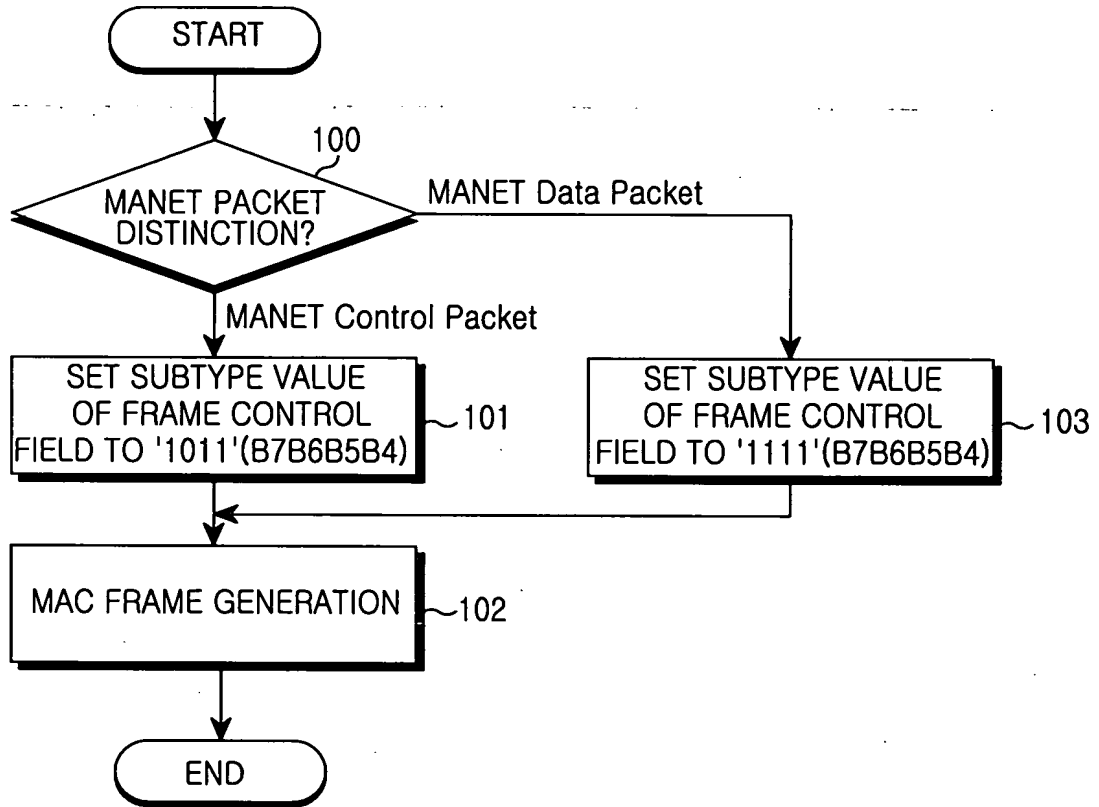 START
100
MANET PACKET
DISTINCTION?
MANET Data Packet
MANET Control Packet
SET SUBTYPE VALUE
OF FRAME CONTROL
FIELD TO '1011'(B7B6B5B4)
101
SET SUBTYPE VALUE
OF FRAME CONTROL
FIELD TO '1111'(B7B6B5B4)
103
MAC FRAME GENERATION
102
END